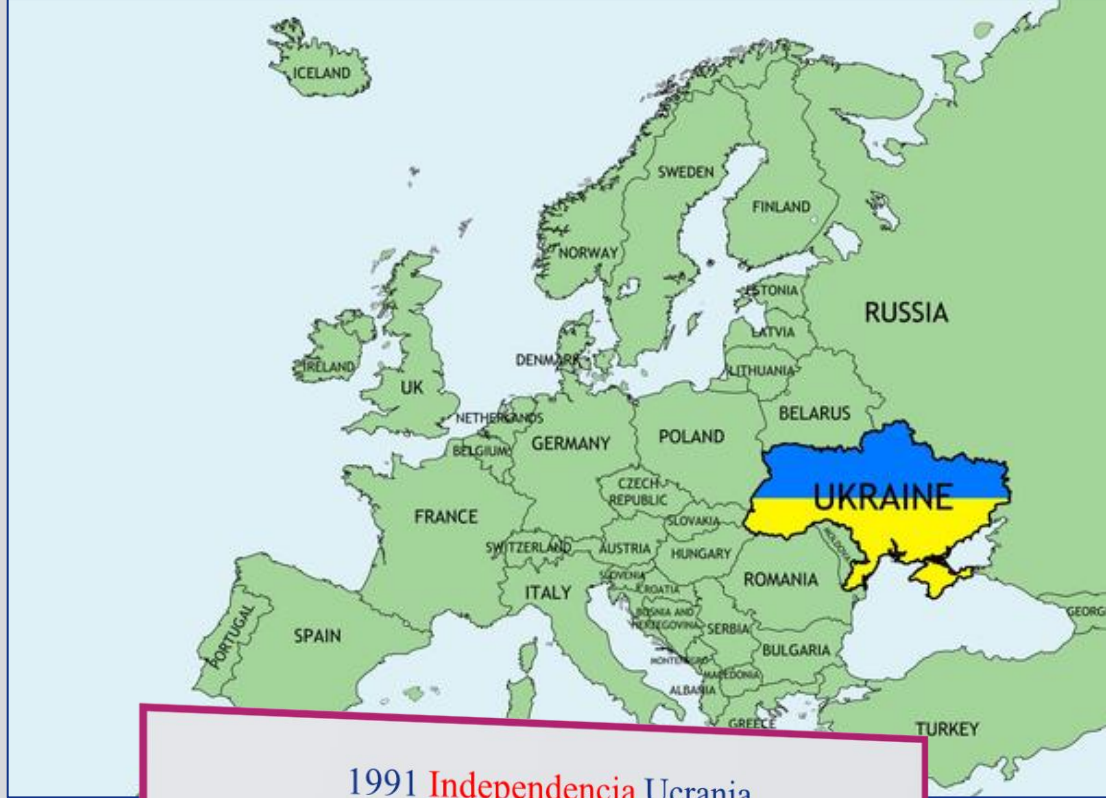 ICELAND
SWEDEN
FINLAND
NORWAY
ESTONIA
RUSSIA
LATVIA
DENMARK
LITHUANIA
IRELAND
UK
BELARUS
NETHERLANDS
GERMANY
POLAND
BELGIUM
CZECH
REPUBLIC
UKRAINE
FRANCE
SLOVAKIA
SWITZERLAND
AUSTRIA
HUNGARY
MOLDOVA
SLOVENIA
ROMANIA
CROATIA
ITALY
BOSNIA AND
HERZEGOVINA
GEORG
PORTUGAL
SPAIN
SERBIA
BULGARIA
MONTENEGRO
MACEDONIA
ALBANIA
GREECE
TURKEY
1991 Independencia Ucrania